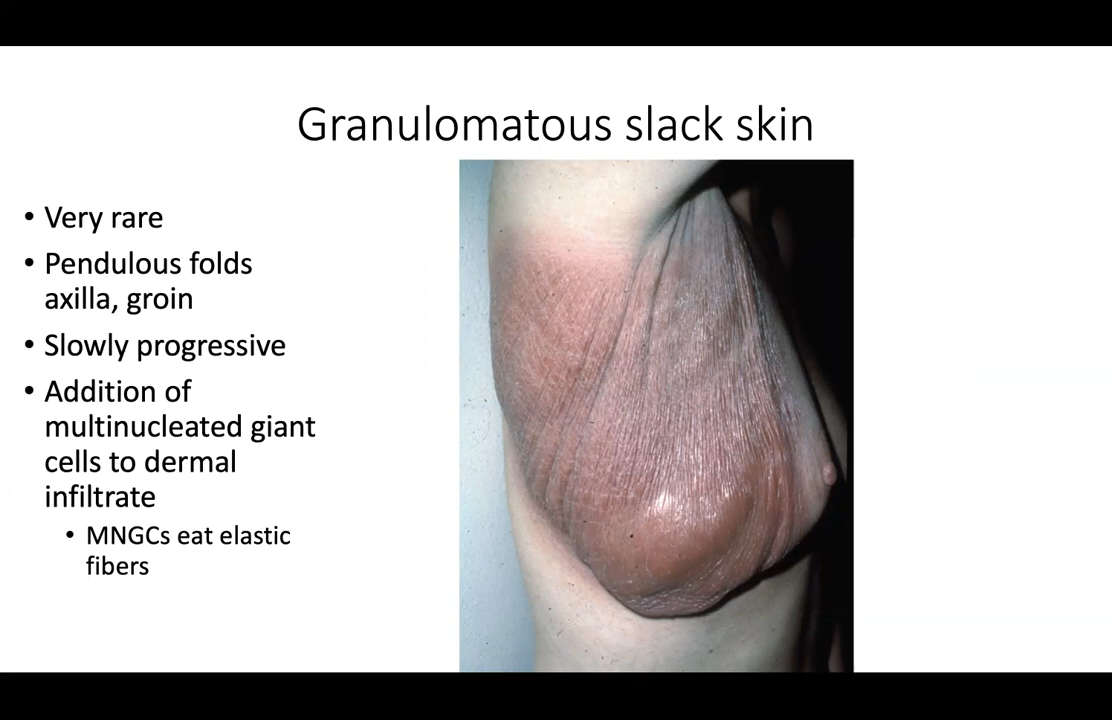 Granulomatous slack skin
• Very rare
• Pendulous folds
axilla, groin
• Slowly progressive
• Addition of
multinucleated giant
cells to dermal
infiltrate
• MNGCs eat elastic
fibers